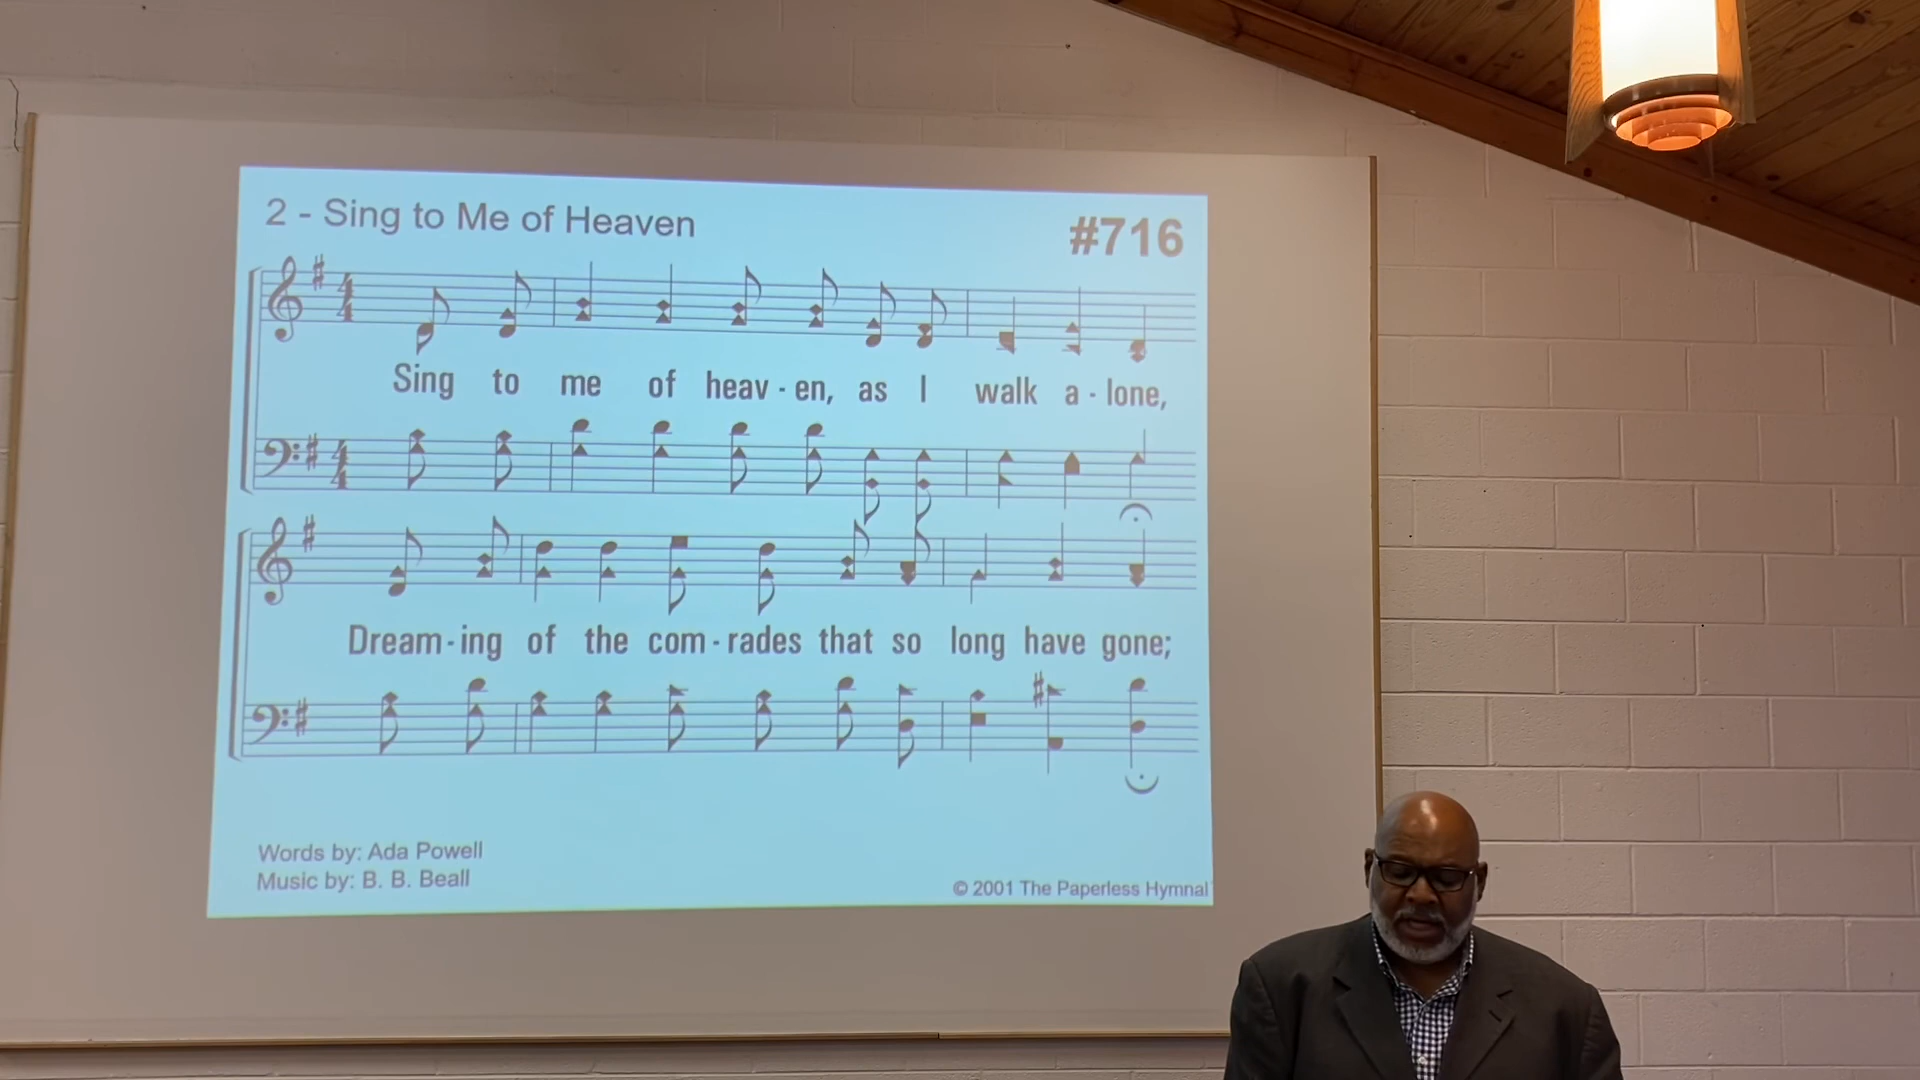 2 - Sing to Me of Heaven
#716
Sing to me of heav - en, as I walk a - lone,
Dream - ing of the com - rades that so long have gone;
Words by: Ada Powell
Music by: B. B. Beall
© 2001 The Paperless Hymnal